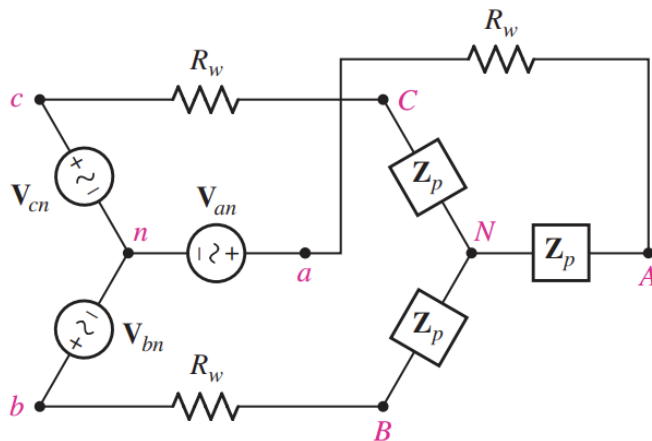 R_w
R_w
c
C
+
−
V_cn
Z_p
V_an
n
N
− +
Z_p
a
A
Z_p
−
+
V_bn
R_w
b
B